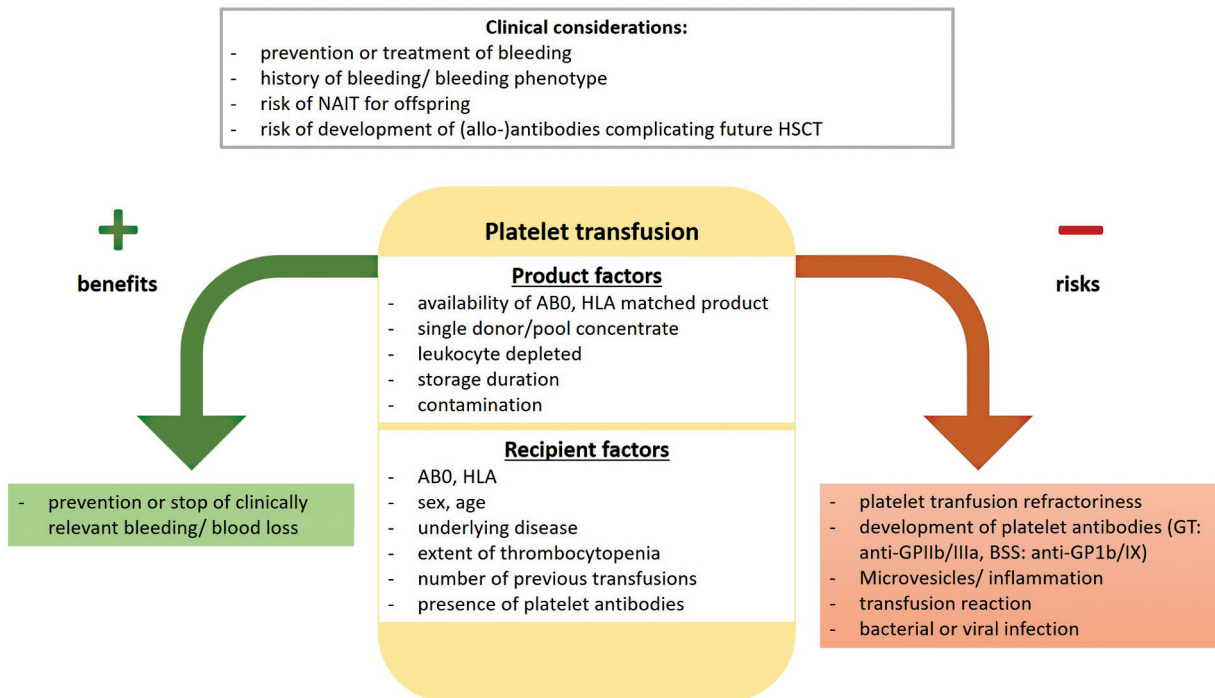 Clinical considerations:
- prevention or treatment of bleeding
- history of bleeding/ bleeding phenotype
- risk of NAIT for offspring
- risk of development of (allo-)antibodies complicating future HSCT
+
benefits
Platelet transfusion
Product factors
- availability of AB0, HLA matched product
- single donor/pool concentrate
- leukocyte depleted
- storage duration
- contamination
Recipient factors
- AB0, HLA
- sex, age
- underlying disease
- extent of thrombocytopenia
- number of previous transfusions
- presence of platelet antibodies
−
risks
- prevention or stop of clinically
relevant bleeding/ blood loss
- platelet tranfusion refractoriness
- development of platelet antibodies (GT:
anti-GPIIb/IIIa, BSS: anti-GP1b/IX)
- Microvesicles/ inflammation
- transfusion reaction
- bacterial or viral infection